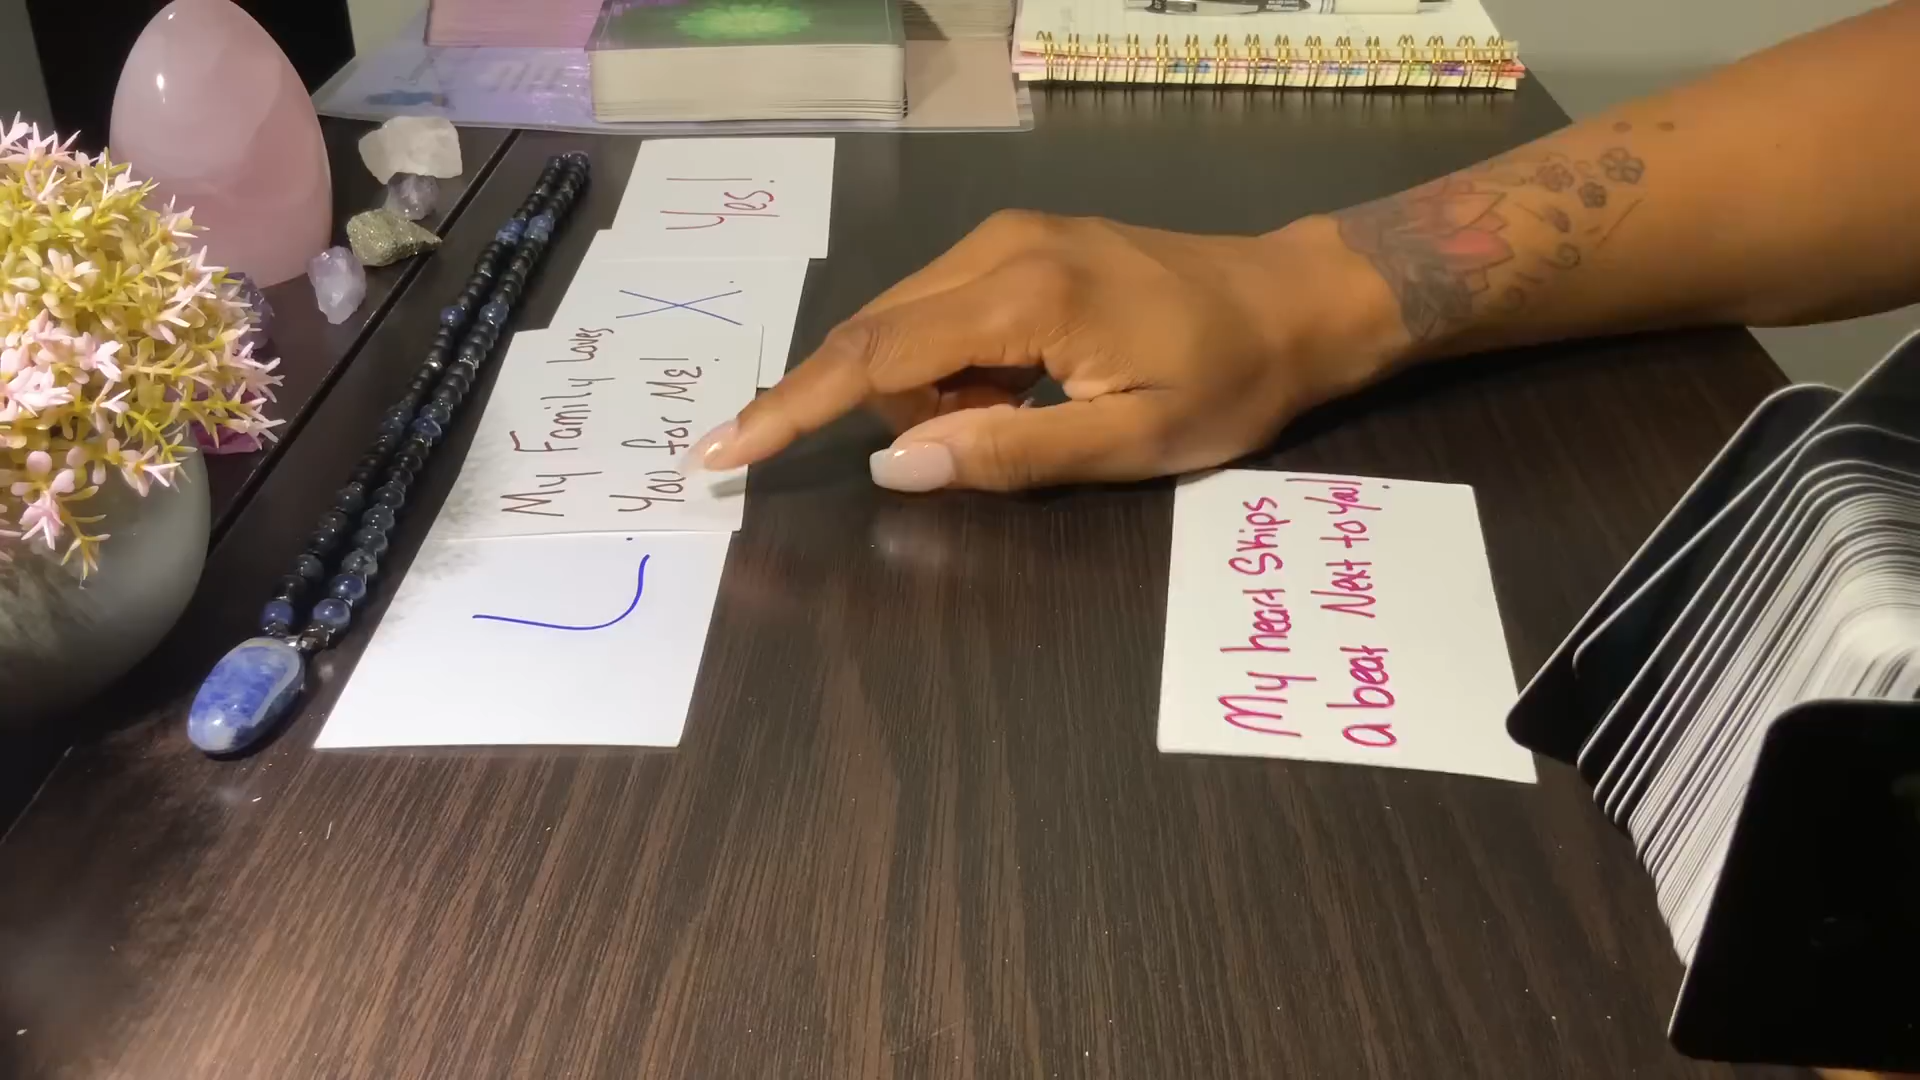 Yes!
X.
My Family Loves
You for Me!
L.
My heart Skips
a beat Next to You!